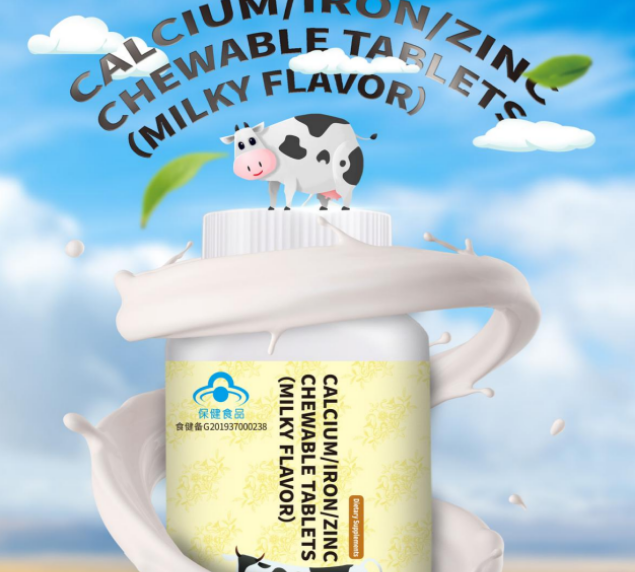 CALCIUM/IRON/ZINC
CHEWABLE TABLETS
(MILKY FLAVOR)
保健食品
食健备G201937000238
CALCIUM/IRON/ZINC
CHEWABLE TABLETS
(MILKY FLAVOR)
Dietary Supplements